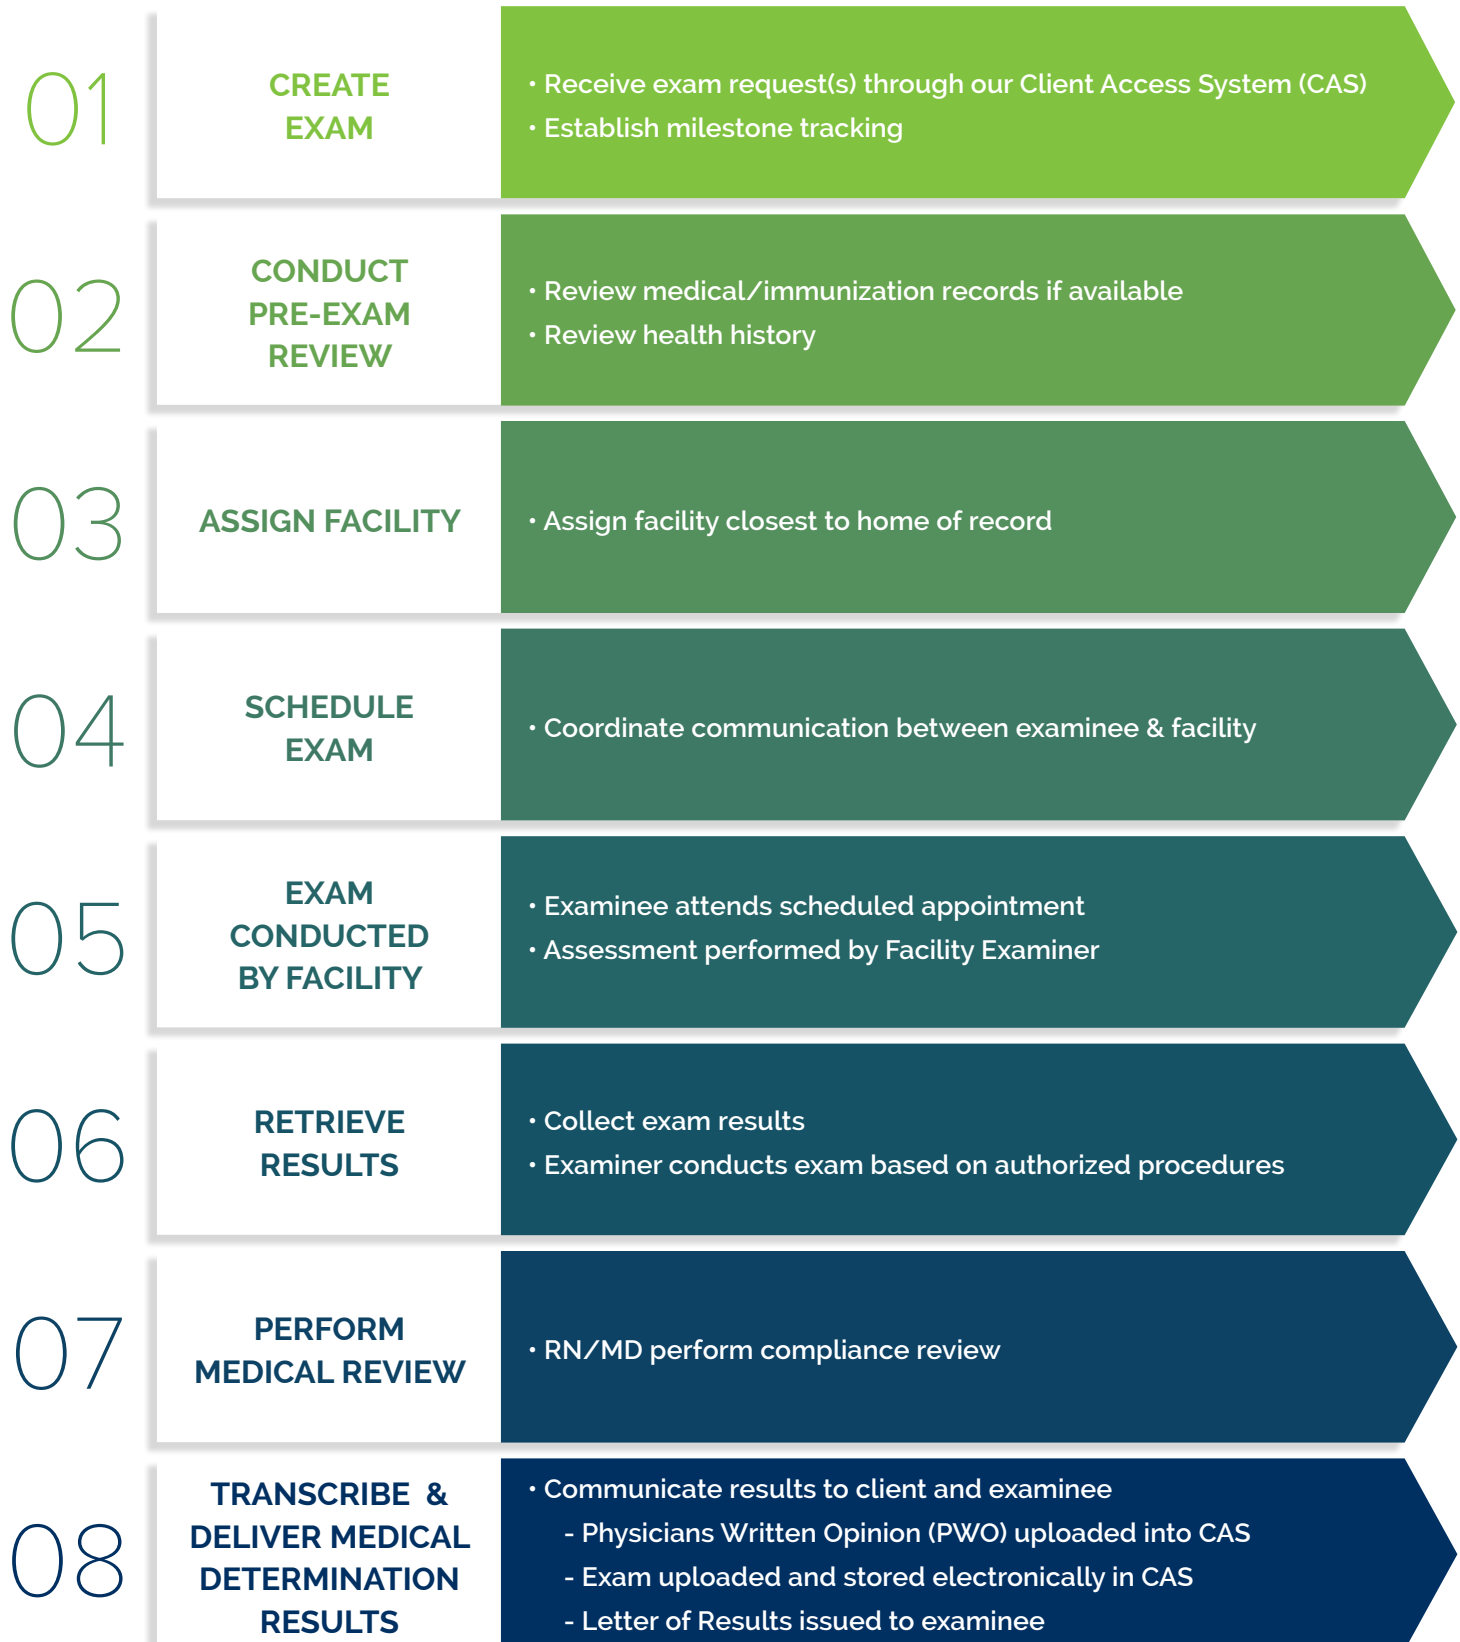 01
CREATE
EXAM
• Receive exam request(s) through our Client Access System (CAS)
• Establish milestone tracking
02
CONDUCT
PRE-EXAM
REVIEW
• Review medical/immunization records if available
• Review health history
03
ASSIGN FACILITY
• Assign facility closest to home of record
04
SCHEDULE
EXAM
• Coordinate communication between examinee & facility
05
EXAM
CONDUCTED
BY FACILITY
• Examinee attends scheduled appointment
• Assessment performed by Facility Examiner
06
RETRIEVE
RESULTS
• Collect exam results
• Examiner conducts exam based on authorized procedures
07
PERFORM
MEDICAL REVIEW
• RN/MD perform compliance review
08
TRANSCRIBE &
DELIVER MEDICAL
DETERMINATION
RESULTS
• Communicate results to client and examinee
- Physicians Written Opinion (PWO) uploaded into CAS
- Exam uploaded and stored electronically in CAS
- Letter of Results issued to examinee